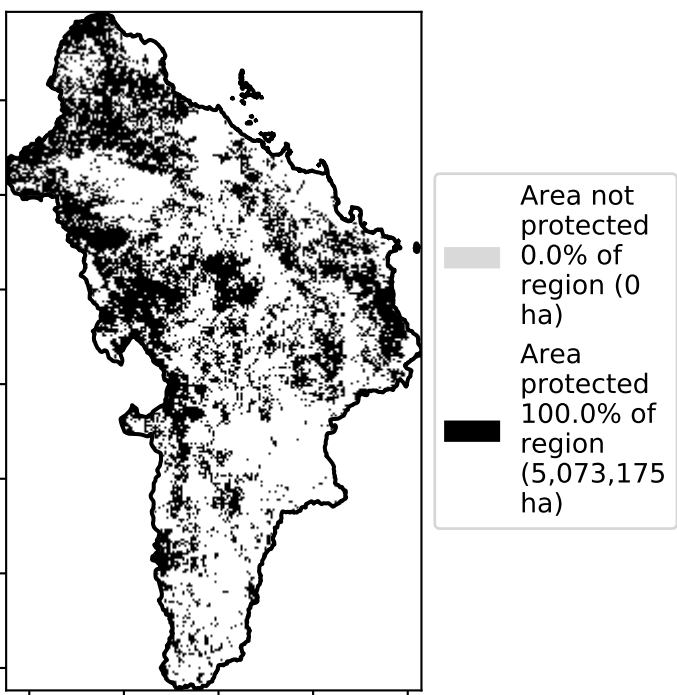 Area not
protected
0.0% of
region (0
ha)
Area
protected
100.0% of
region
(5,073,175
ha)